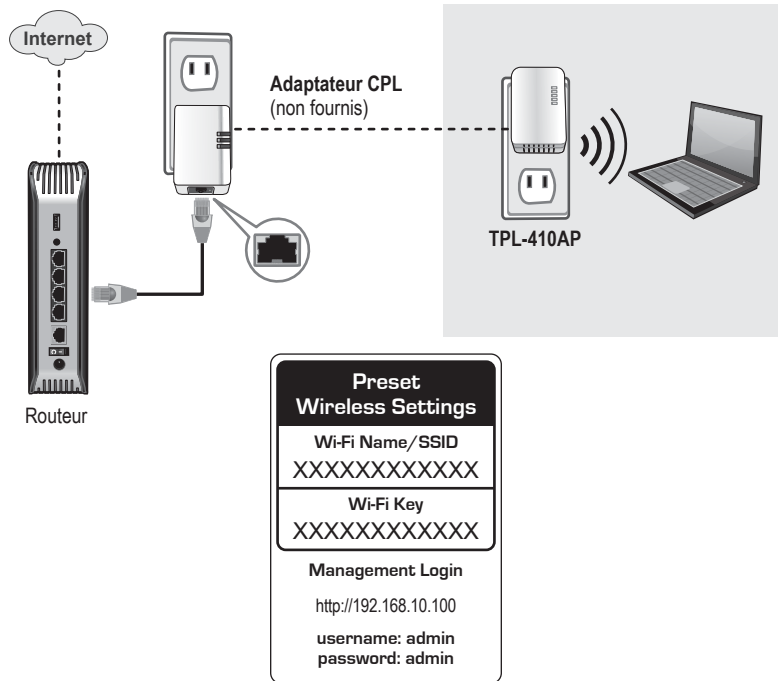 Internet
Adaptateur CPL
(non fournis)
TPL-410AP
Routeur
Preset
Wireless Settings
Wi-Fi Name/SSID
XXXXXXXXXXXX
Wi-Fi Key
XXXXXXXXXXXX
Management Login
http://192.168.10.100
username: admin
password: admin